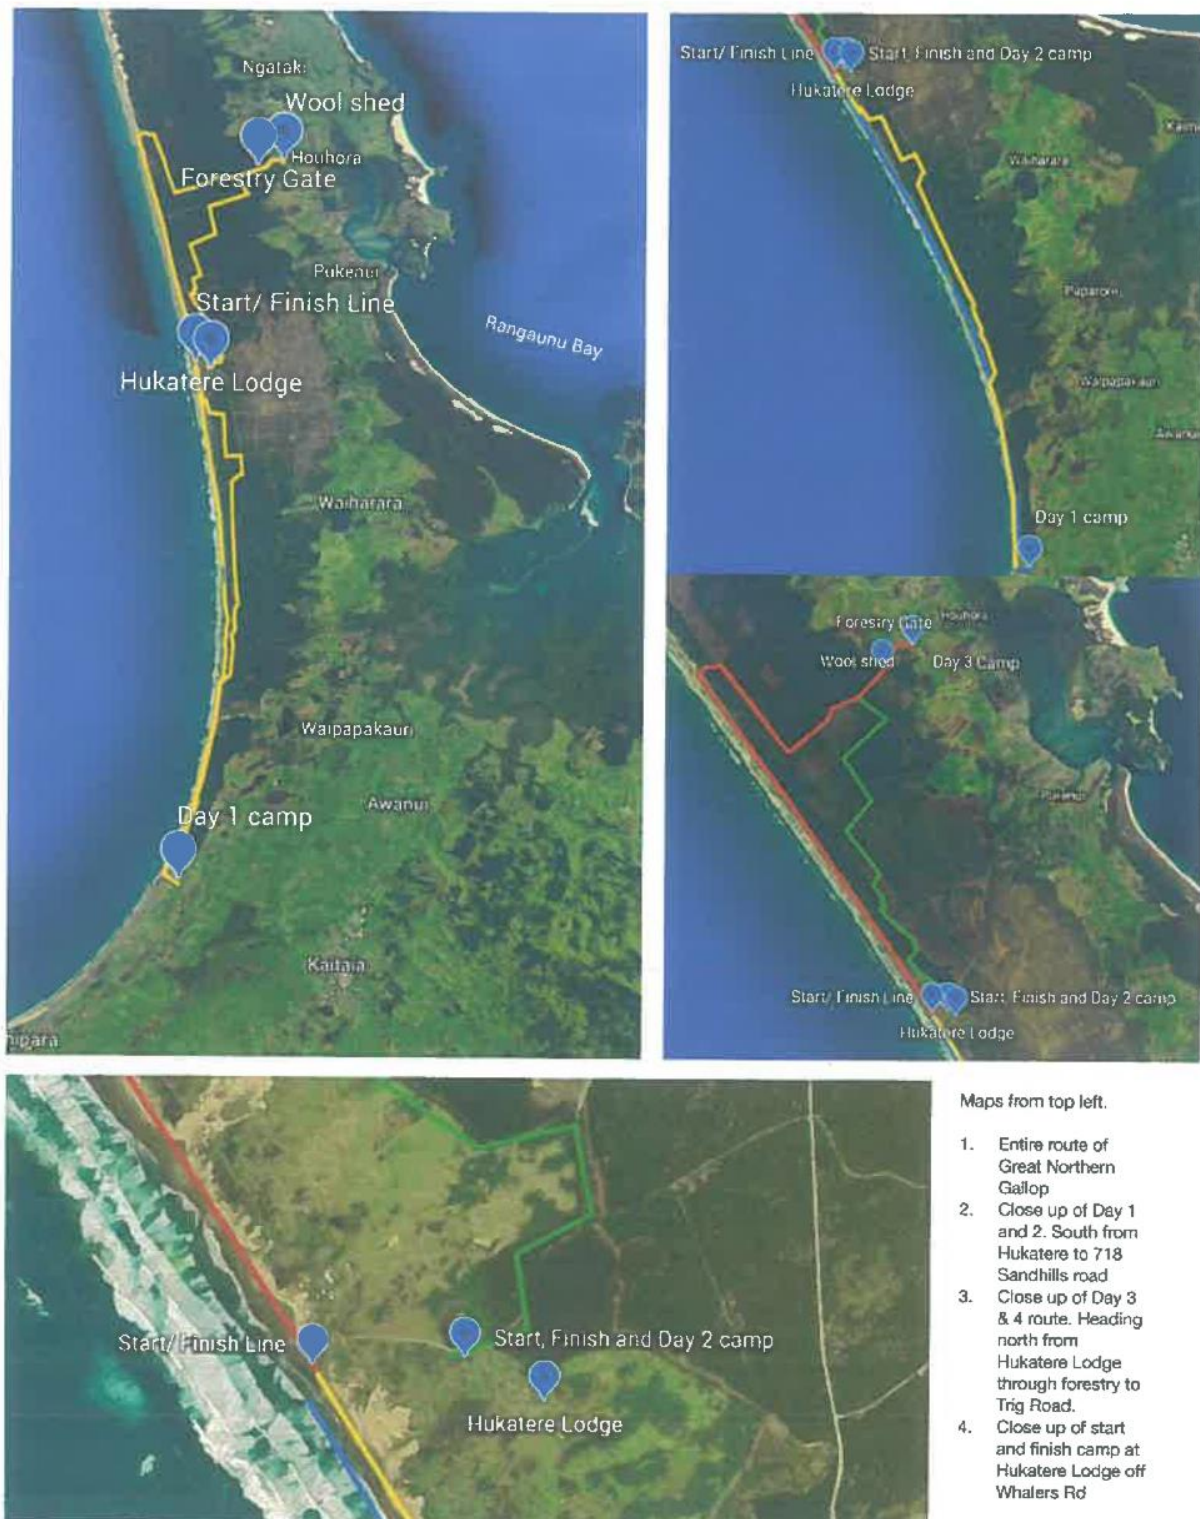 Ngataki
Wool shed
Houhora
Forestry Gate
Pukenui
Start/ Finish Line
Rangaunu Bay
Hukatere Lodge
Waiharara
Waipapakauri
Day 1 camp
Awanui
Kaitaia
nipara
Start/ Finish Line
Start, Finish and Day 2 camp
Hukatere Lodge
Kaim
Waiharara
Paparore
Waipapakauri
Awanui
Day 1 camp
Forestry Gate
Houhora
Wool shed
Day 3 Camp
Pukenui
Start/ Finish Line
Start, Finish and Day 2 camp
Hukatere Lodge
Start/ Finish Line
Start, Finish and Day 2 camp
Hukatere Lodge
Maps from top left.
1. Entire route of
Great Northern
Gallop
2. Close up of Day 1
and 2. South from
Hukatere to 718
Sandhills road
3. Close up of Day 3
& 4 route. Heading
north from
Hukatere Lodge
through forestry to
Trig Road.
4. Close up of start
and finish camp at
Hukatere Lodge off
Whalers Rd